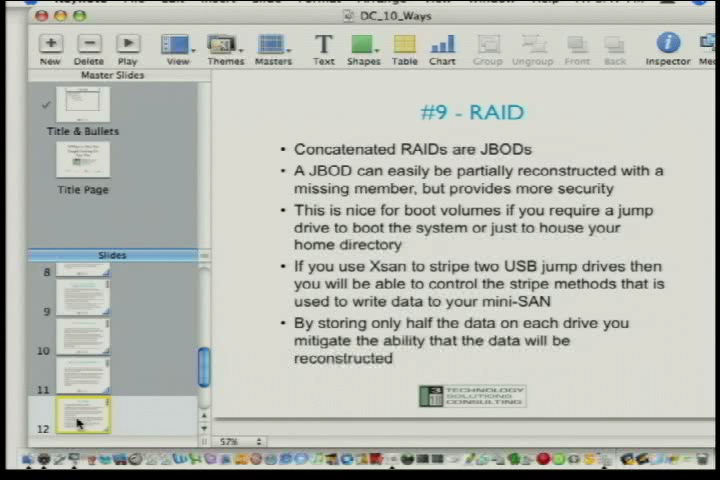 DC_10_Ways
New Delete Play View Themes Masters Text Shapes Table Chart Group Ungroup Front Back Inspector
Master Slides
Title & Bullets
Title Page
Slides
8
9
10
11
12
#9 - RAID
• Concatenated RAIDs are JBODs
• A JBOD can easily be partially reconstructed with a
missing member, but provides more security
• This is nice for boot volumes if you require a jump
drive to boot the system or just to house your
home directory
• If you use Xsan to stripe two USB jump drives then
you will be able to control the stripe methods that is
used to write data to your mini-SAN
• By storing only half the data on each drive you
mitigate the ability that the data will be
reconstructed
TECHNOLOGY
SOLUTIONS
CONSULTING
57%